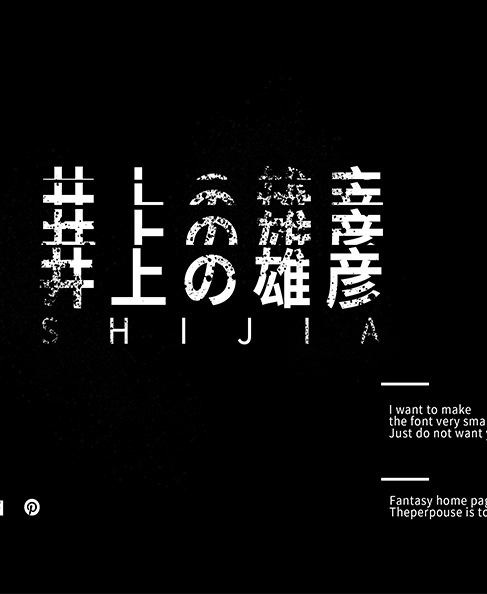 井上の雄彦
SHIJIA
I want to make
the font very sma
Just do not want
Fantasy home pag
Theperpouse is to